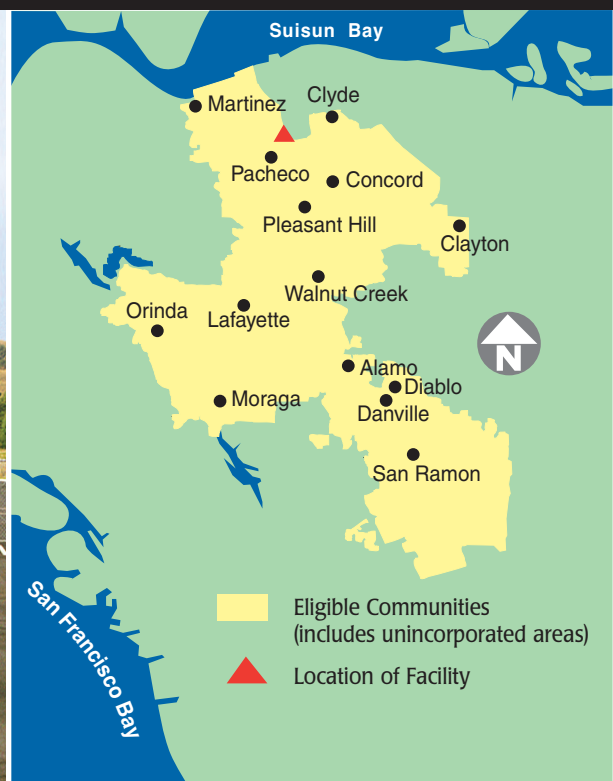 Suisun Bay
Martinez
Clyde
Pacheco
Concord
Pleasant Hill
Clayton
Walnut Creek
Orinda
Lafayette
N
Alamo
Diablo
Moraga
Danville
San Ramon
San Francisco Bay
Eligible Communities
(includes unincorporated areas)
Location of Facility